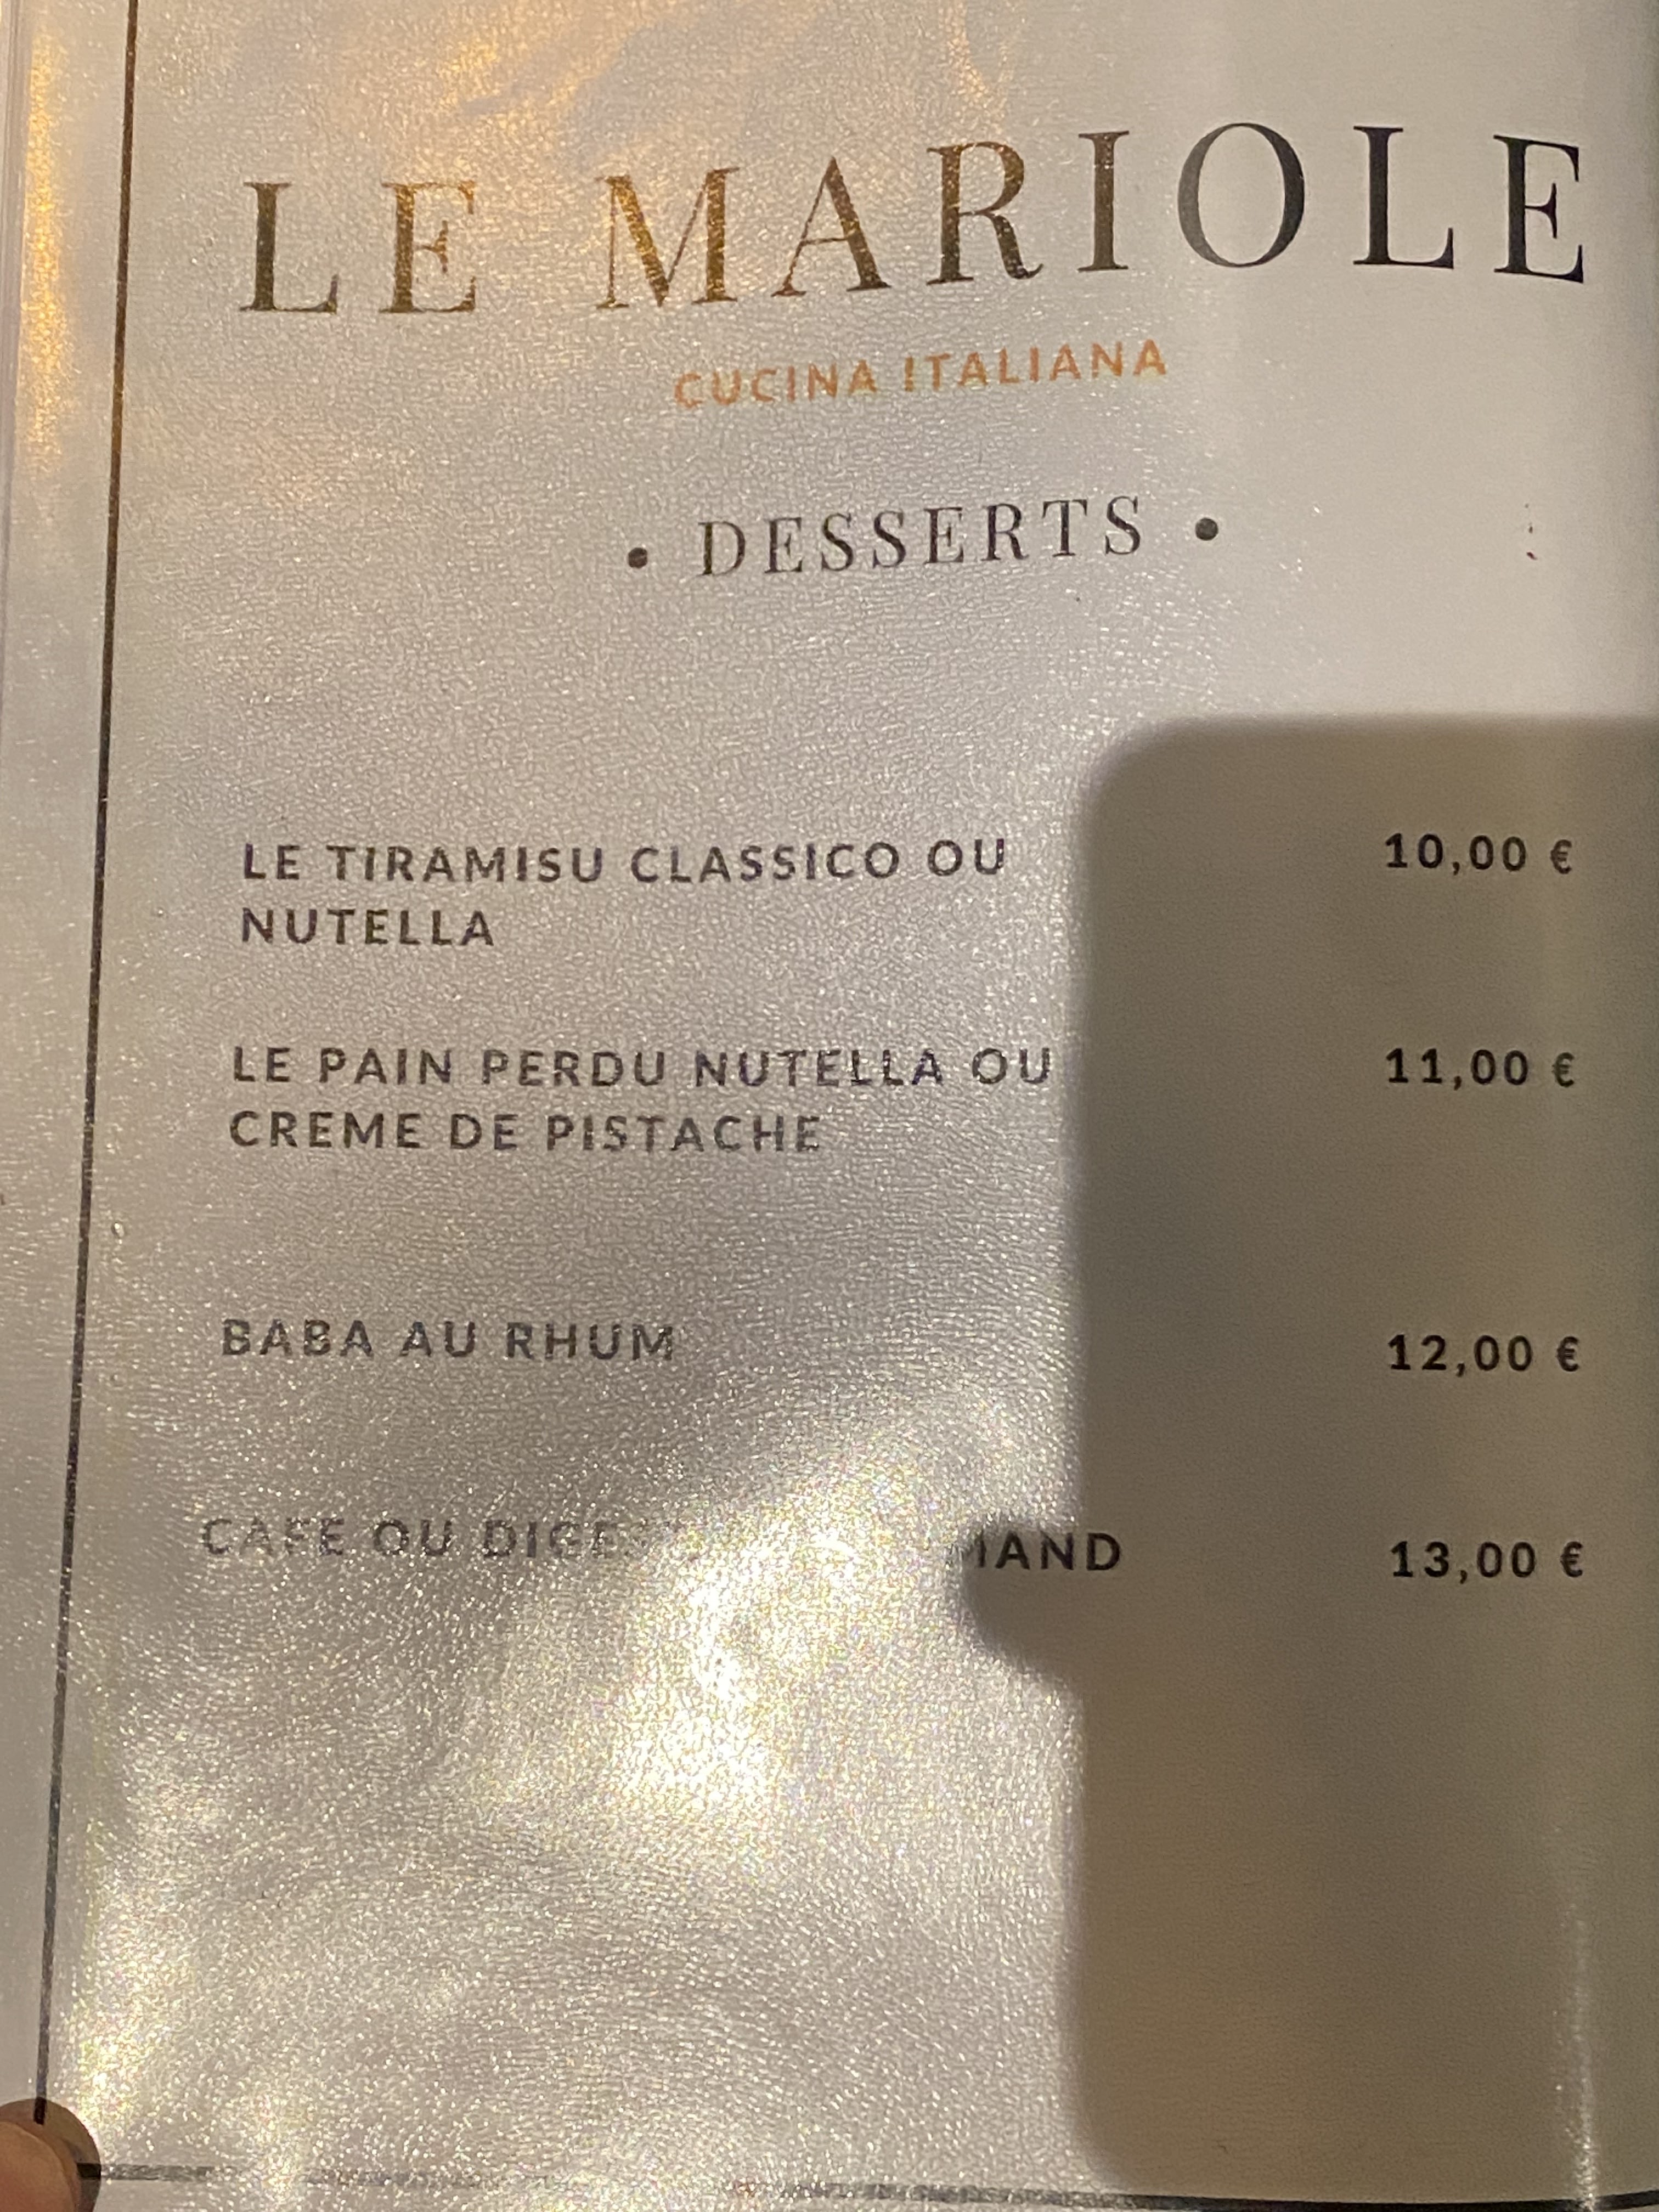 LE MARIOLE
CUCINA ITALIANA
• DESSERTS •
LE TIRAMISU CLASSICO OU 10,00 €
NUTELLA
LE PAIN PERDU NUTELLA OU 11,00 €
CREME DE PISTACHE
BABA AU RHUM 12,00 €
CAFE OU 13,00 €